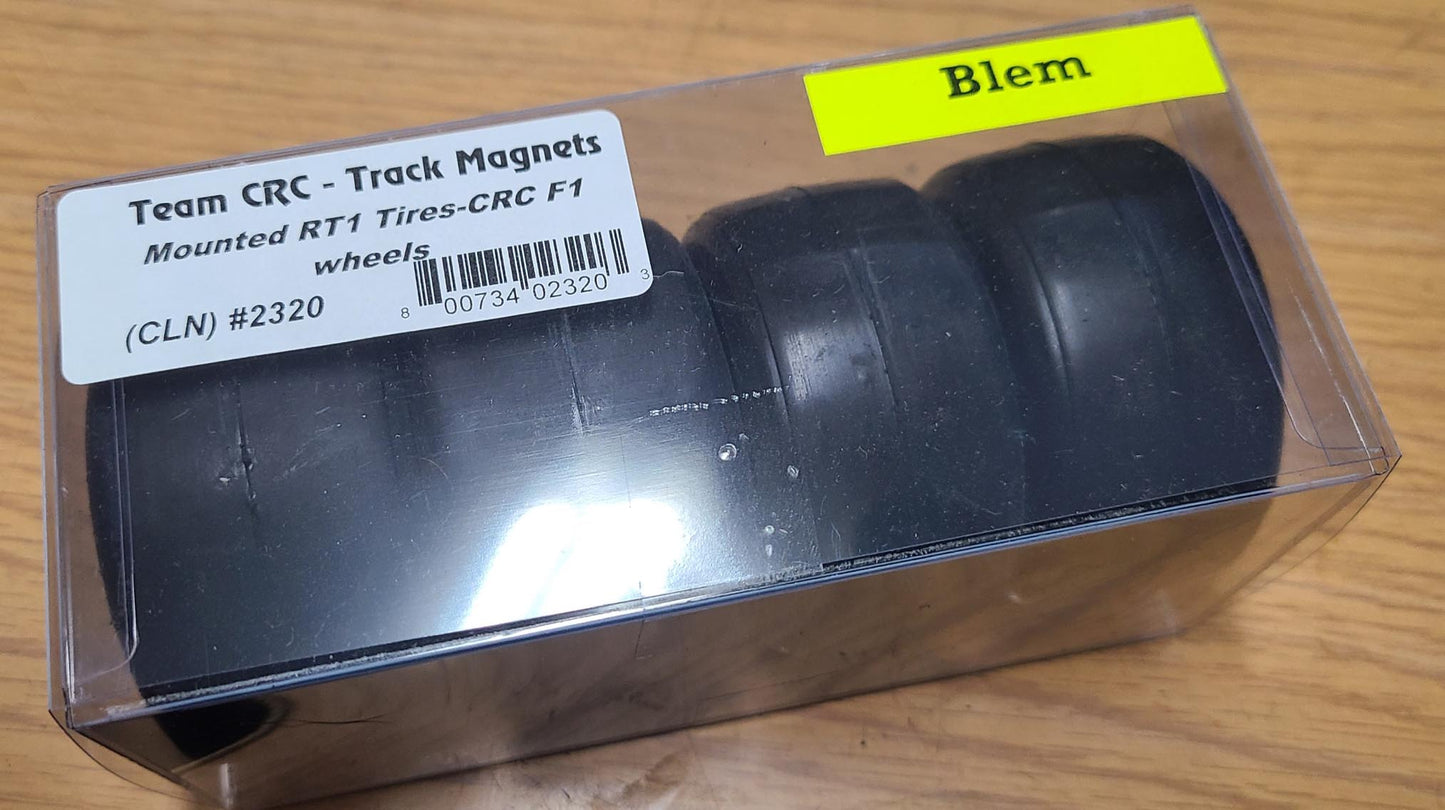 Blem
Team CRC - Track Magnets
Mounted RT1 Tires-CRC F1
wheels
(CLN) #2320
8 00734 02320 3